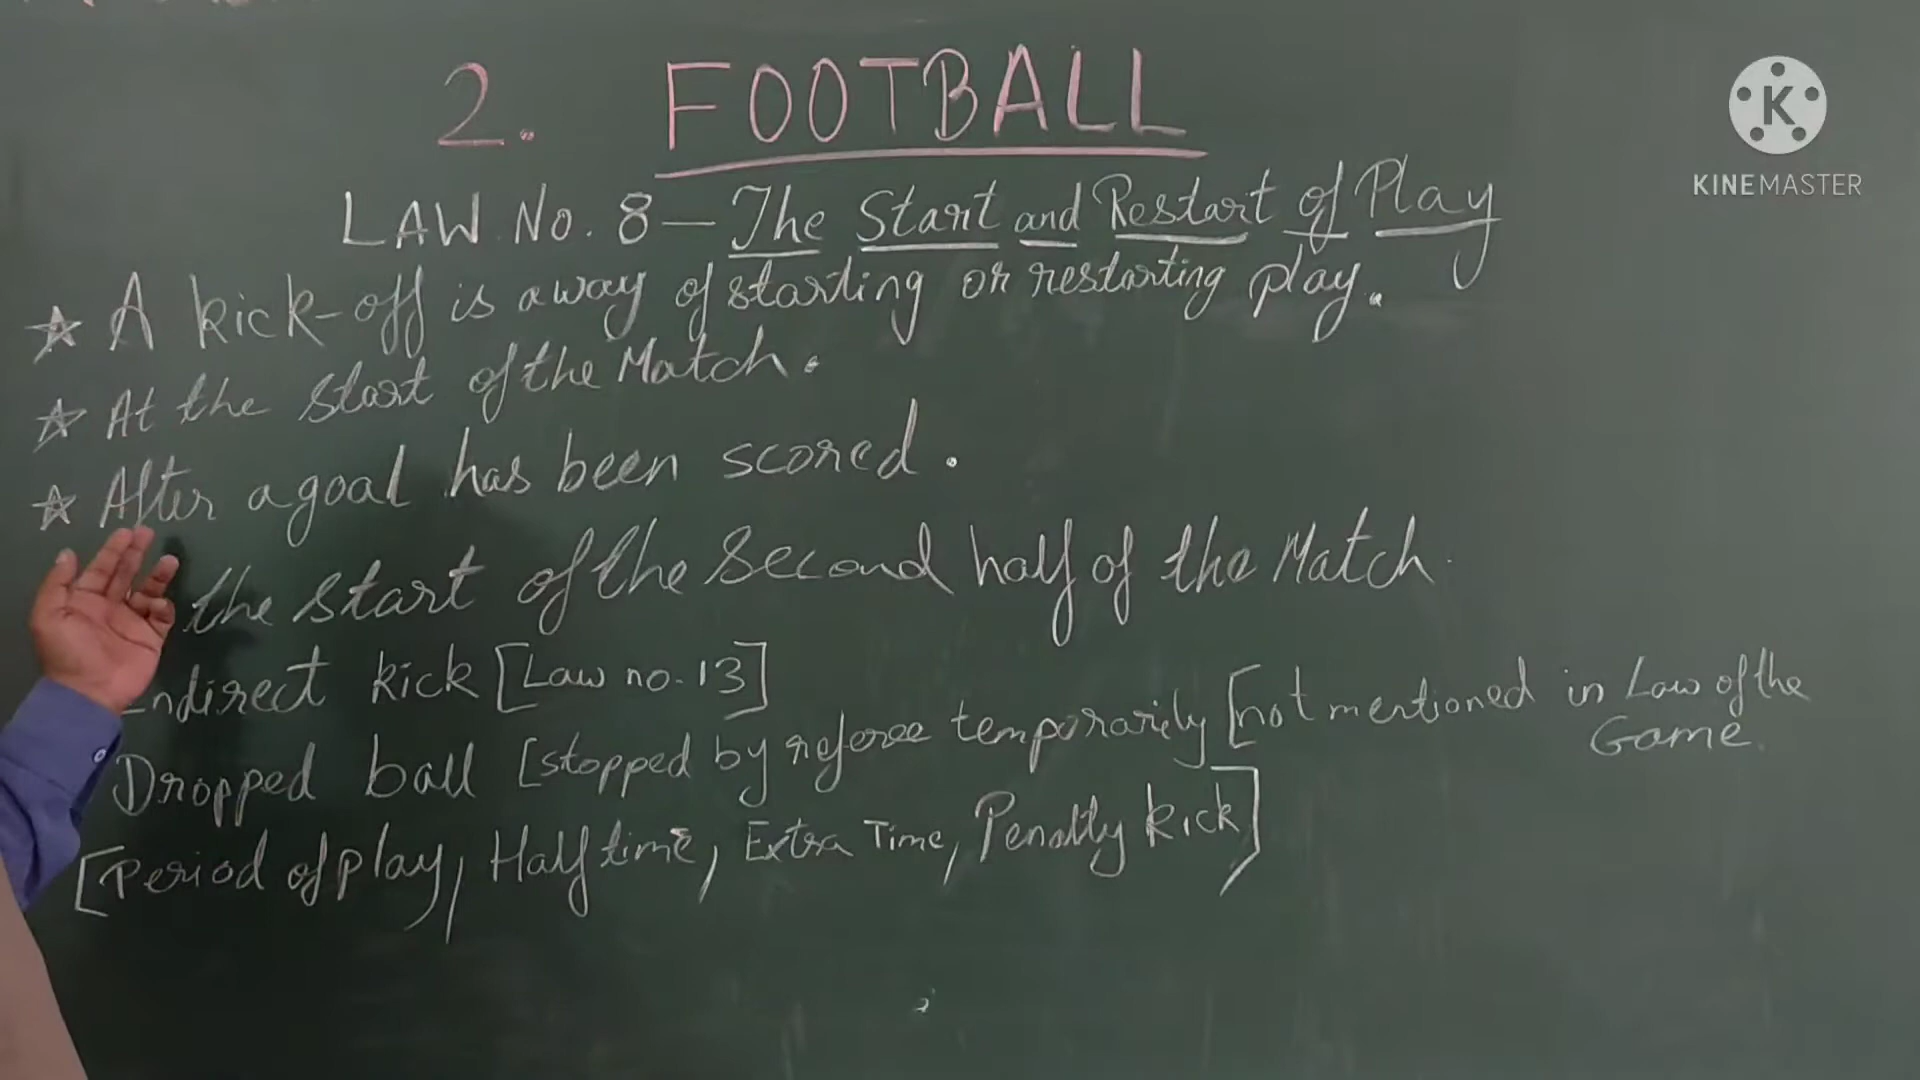 2. FOOTBALL
LAW No. 8 – The Start and Restart of Play
☆ A kick-off is a way of starting or restarting play.
☆ At the Start of the Match.
☆ After a goal has been scored.
the start of the Second half of the Match.
Indirect kick [Law no. 13]
Dropped ball [stopped by referee temporarily [not mentioned in Law of the
Game.
[Period of play, Half time, Extra Time, Penalty kick]
K
KINEMASTER